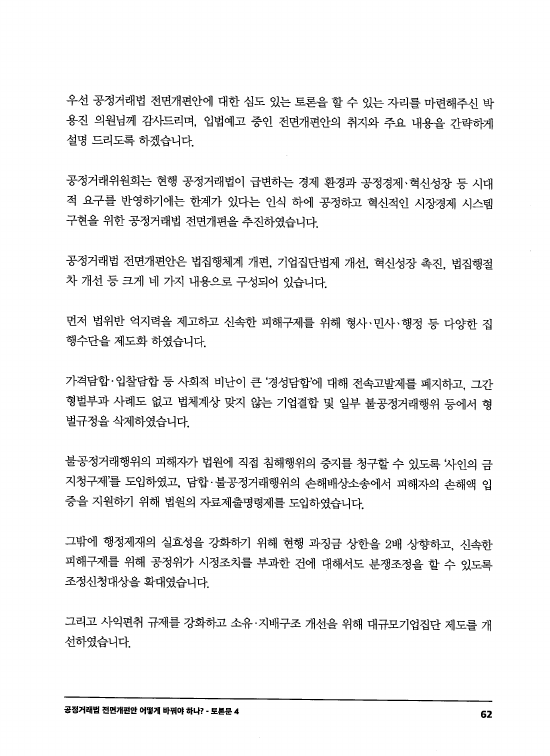 우선 공정거래법 전면개편안에 대한 심도 있는 토론을 할 수 있는 자리를 마련해주신 박
용진 의원님께 감사드리며, 입법예고 중인 전면개편안의 취지와 주요 내용을 간략하게
설명 드리도록 하겠습니다.
공정거래위원회는 현행 공정거래법이 급변하는 경제 환경과 공정경제·혁신성장 등 시대
적 요구를 반영하기에는 한계가 있다는 인식 하에 공정하고 혁신적인 시장경제 시스템
구현을 위한 공정거래법 전면개편을 추진하였습니다.
공정거래법 전면개편안은 법집행체계 개편, 기업집단법제 개선, 혁신성장 촉진, 법집행절
차 개선 등 크게 네 가지 내용으로 구성되어 있습니다.
먼저 법위반 억지력을 제고하고 신속한 피해구제를 위해 형사·민사·행정 등 다양한 집
행수단을 제도화 하였습니다.
가격담합·입찰담합 등 사회적 비난이 큰 '경성담합'에 대해 전속고발제를 폐지하고, 그간
형벌부과 사례도 없고 법체계상 맞지 않는 기업결합 및 일부 불공정거래행위 등에서 형
벌규정을 삭제하였습니다.
불공정거래행위의 피해자가 법원에 직접 침해행위의 중지를 청구할 수 있도록 '사인의 금
지청구제'를 도입하였고, 담합·불공정거래행위의 손해배상소송에서 피해자의 손해액 입
증을 지원하기 위해 법원의 자료제출명령제를 도입하였습니다.
그밖에 행정제재의 실효성을 강화하기 위해 현행 과징금 상한을 2배 상향하고, 신속한
피해구제를 위해 공정위가 시정조치를 부과한 건에 대해서도 분쟁조정을 할 수 있도록
조정신청대상을 확대였습니다.
그리고 사익편취 규제를 강화하고 소유·지배구조 개선을 위해 대규모기업집단 제도를 개
선하였습니다.
공정거래법 전면개편안 어떻게 바꿔야 하나? - 토론문 4
62